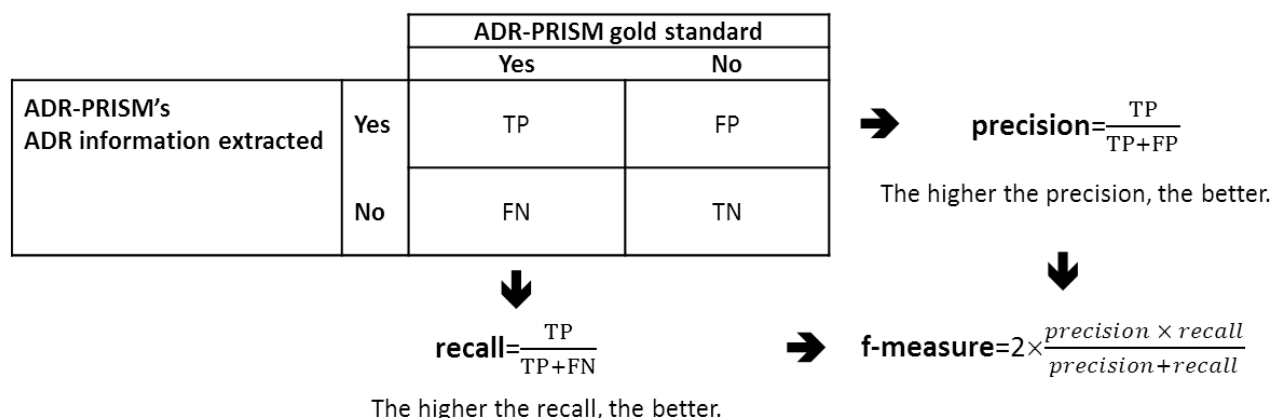 ADR-PRISM gold standard
Yes No
ADR-PRISM's
ADR information extracted
Yes TP FP
No FN TN
🡲 precision=TP/TP+FP
The higher the precision, the better.
recall=TP/TP+FN
🡲 f-measure=2×precision × recall/precision+recall
The higher the recall, the better.